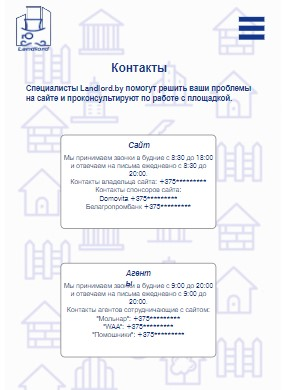 Landlord
Контакты
Специалисты Landlord.by помогут решить ваши проблемы
на сайте и проконсультируют по работе с площадкой.
Сайт
Мы принимаем звонки в будние с 8:30 до 18:00
и отвечаем на письма ежедневно с 8:30 до
20:00.
Контакты владельца сайта: +375*********
Контакты спонсоров сайта:
Domovita +375*********
Белагропромбанк +375*********
Агент
ы
Мы принимаем звонки в будние с 9:00 до 20:00
и отвечаем на письма ежедневно с 9:00 до
20:00.
Контакты агентов сотрудничающие с сайтом:
"Мольнар": +375*********
"WAA": +375*********
"Помошники": +375*********